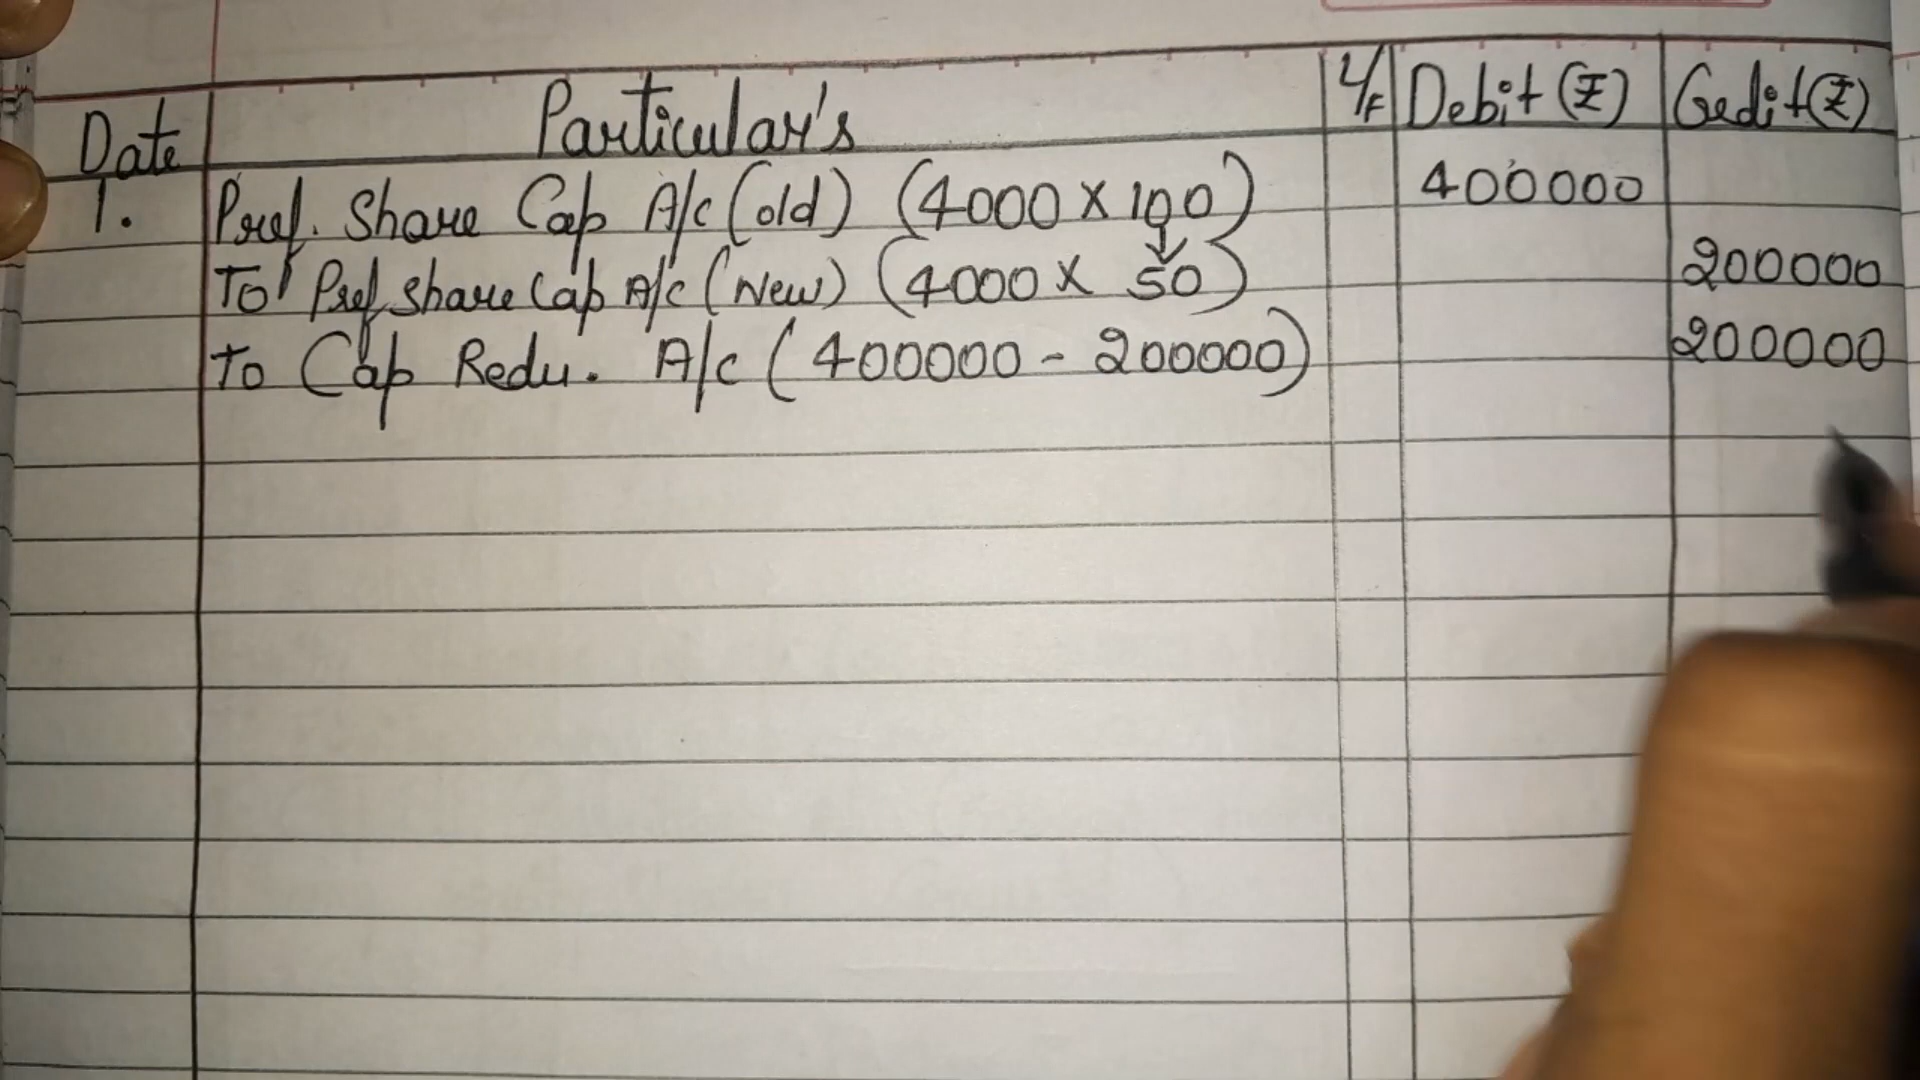 Date Particular's L/F Debit (₹) Credit (₹)
1. Pref. Share Cap A/c (old) (4000 x 100) 400000
To Pref Share Cap A/c (New) (4000 x 50) 200000
To Cap Redu. A/c (400000 - 200000) 200000